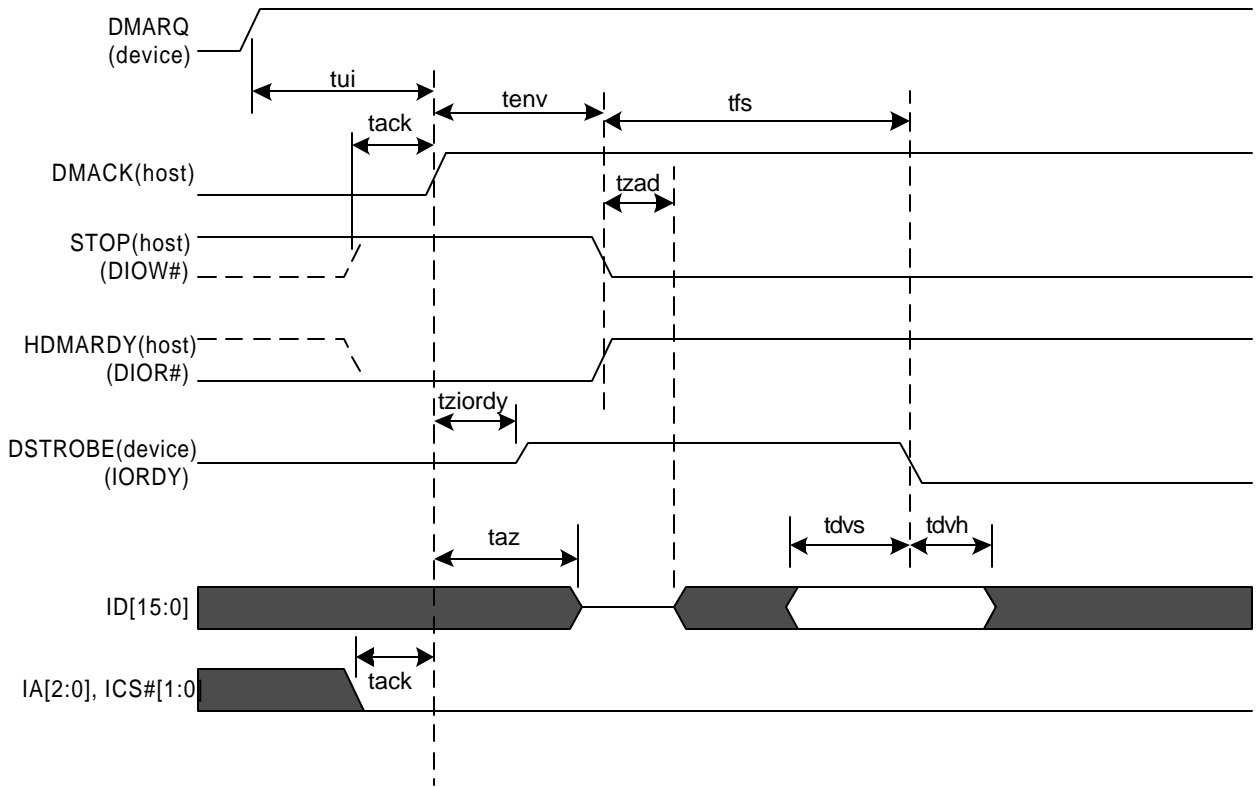 DMARQ
(device)
tui
tenv
tfs
tack
DMACK(host)
tzad
STOP(host)
(DIOW#)
HDMARDY(host)
(DIOR#)
tziordy
DSTROBE(device)
(IORDY)
taz
tdvs
tdvh
ID[15:0]
tack
IA[2:0], ICS#[1:0]